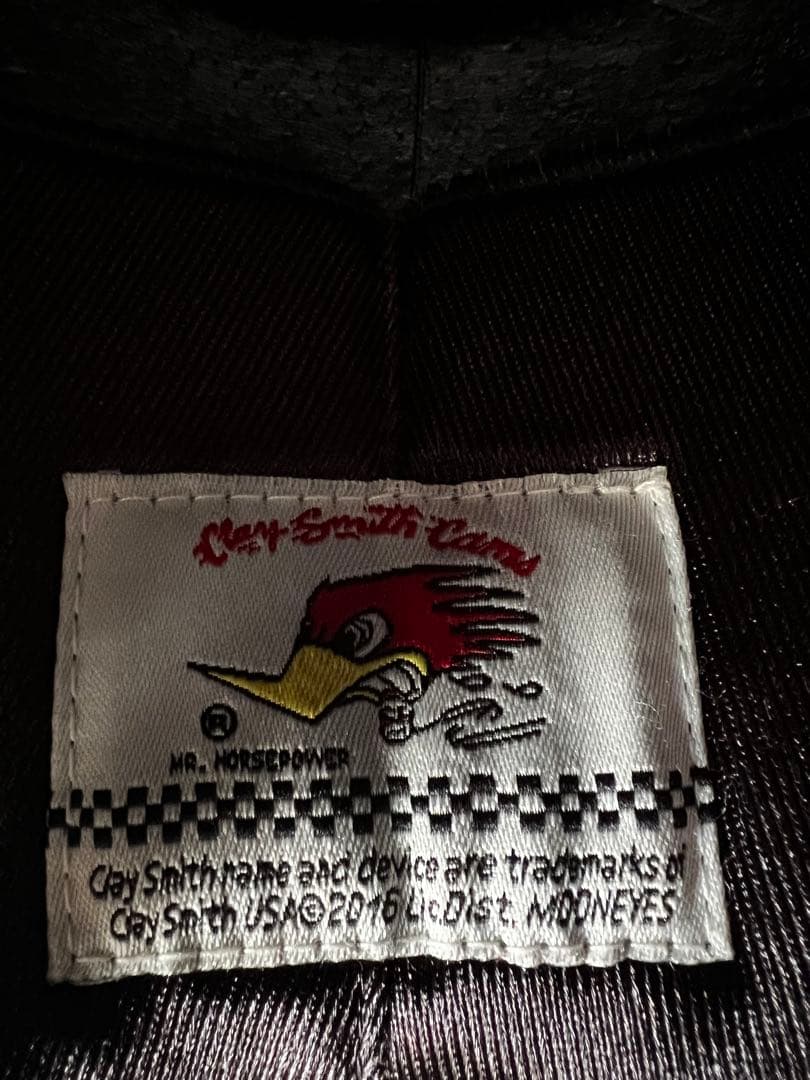 Clay Smith Cams
®
MR. HORSEPOWER
Clay Smith name and device are trademarks of
Clay Smith USA©2016 Lic Dist. MOONEYES